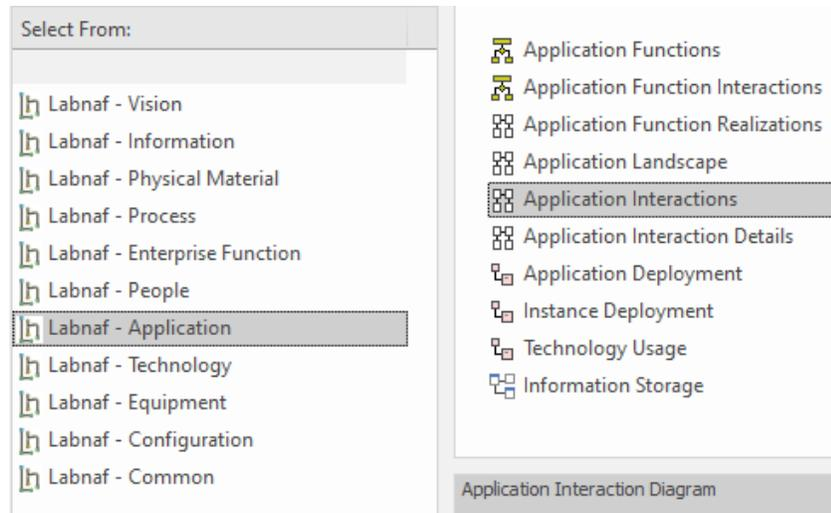 Select From:
Labnaf - Vision
Labnaf - Information
Labnaf - Physical Material
Labnaf - Process
Labnaf - Enterprise Function
Labnaf - People
Labnaf - Application
Labnaf - Technology
Labnaf - Equipment
Labnaf - Configuration
Labnaf - Common
Application Functions
Application Function Interactions
Application Function Realizations
Application Landscape
Application Interactions
Application Interaction Details
Application Deployment
Instance Deployment
Technology Usage
Information Storage
Application Interaction Diagram